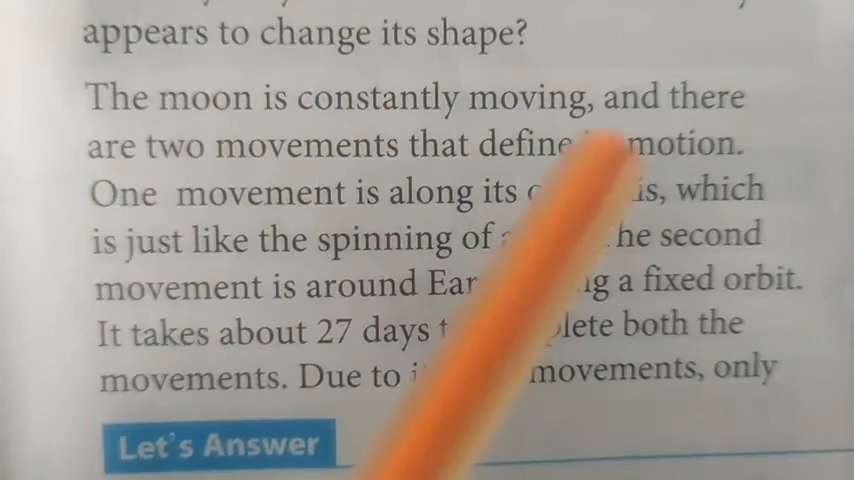 appears to change its shape?
The moon is constantly moving, and there
are two movements that define motion.
One movement is along its is, which
is just like the spinning of he second
movement is around Ear g a fixed orbit.
It takes about 27 days t plete both the
movements. Due to movements, only
Let's Answer